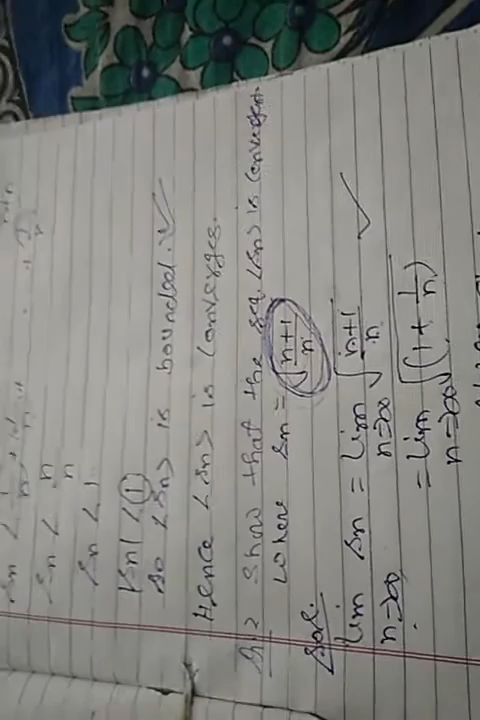 Sn <
Sn < n/n
Sn < 1
|Sn| < 1
So <Sn> is bounded.
Hence <Sn> is converges.
Show that the seq. <Sn> is convergent.
where Sn = √(n+1/n)
Sol.
lim n→∞ Sn = lim n→∞ √(n+1/n)
= lim n→∞ √(1 + 1/n)